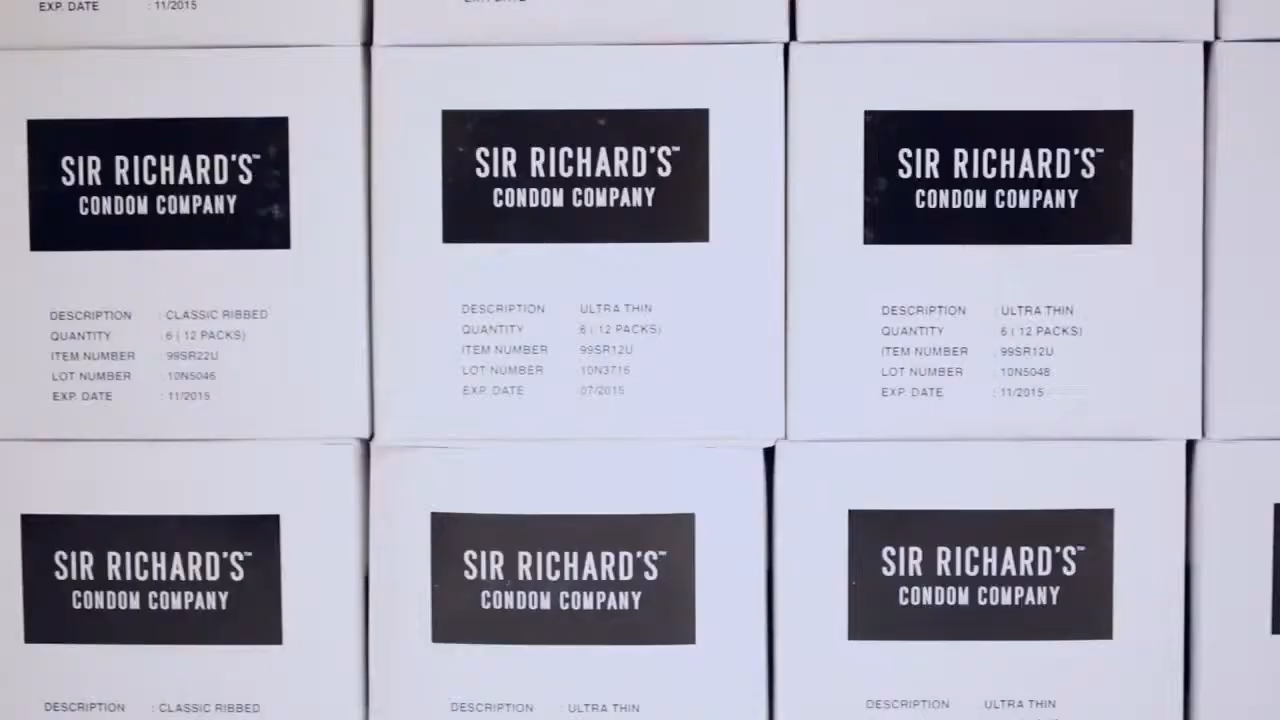 EXP. DATE : 11/2015
SIR RICHARD'S™
CONDOM COMPANY
DESCRIPTION : CLASSIC RIBBED
QUANTITY : 6 ( 12 PACKS)
ITEM NUMBER : 99SR22U
LOT NUMBER : 10N5046
EXP. DATE : 11/2015
SIR RICHARD'S™
CONDOM COMPANY
DESCRIPTION ULTRA THIN
QUANTITY 6 ( 12 PACKS)
ITEM NUMBER 99SR12U
LOT NUMBER 10N3716
EXP. DATE 07/2015
SIR RICHARD'S™
CONDOM COMPANY
DESCRIPTION : ULTRA THIN
QUANTITY : 6 ( 12 PACKS)
ITEM NUMBER : 99SR12U
LOT NUMBER : 10N5048
EXP. DATE : 11/2015
SIR RICHARD'S™
CONDOM COMPANY
DESCRIPTION : CLASSIC RIBBED
SIR RICHARD'S™
CONDOM COMPANY
DESCRIPTION : ULTRA THIN
SIR RICHARD'S™
CONDOM COMPANY
DESCRIPTION ULTRA THIN